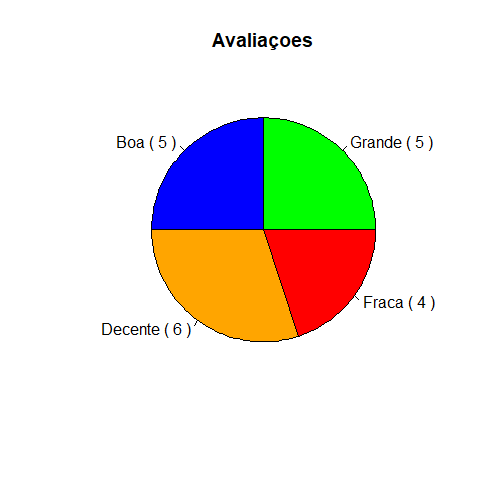 Avaliaçoes
Boa ( 5 )
Grande ( 5 )
Fraca ( 4 )
Decente ( 6 )